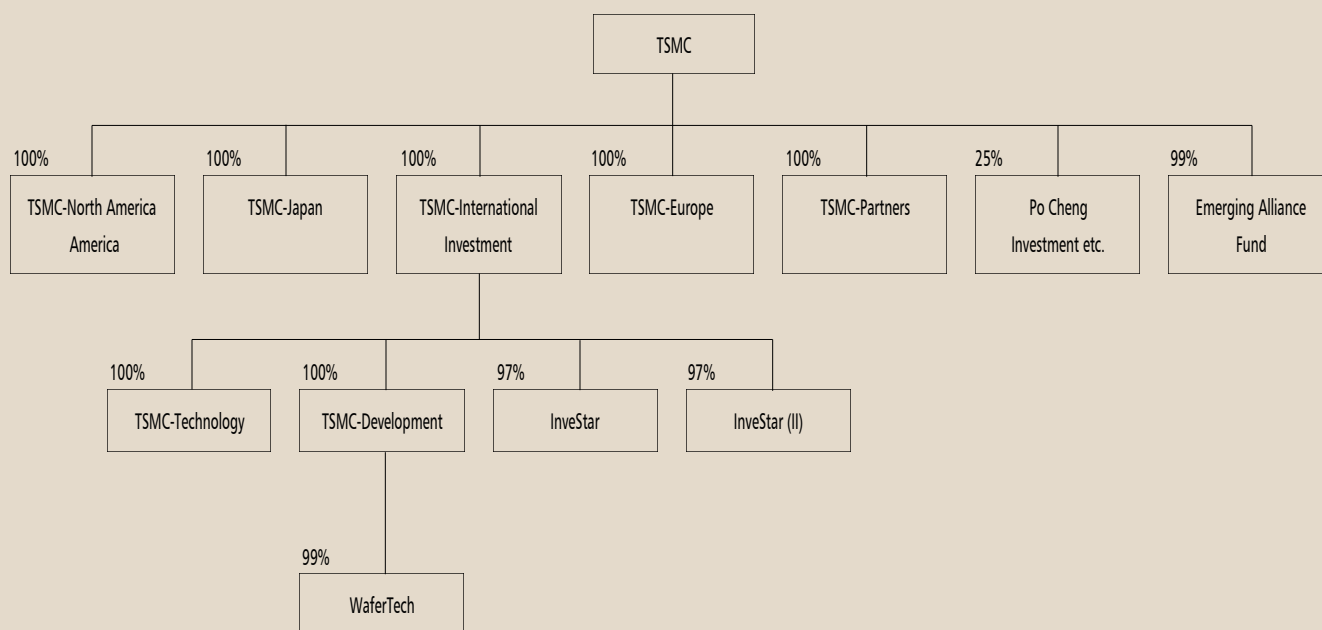 TSMC
100%
100%
100%
100%
100%
25%
99%
TSMC-North America
America
TSMC-Japan
TSMC-International
Investment
TSMC-Europe
TSMC-Partners
Po Cheng
Investment etc.
Emerging Alliance
Fund
100%
100%
97%
97%
TSMC-Technology
TSMC-Development
InveStar
InveStar (II)
99%
WaferTech